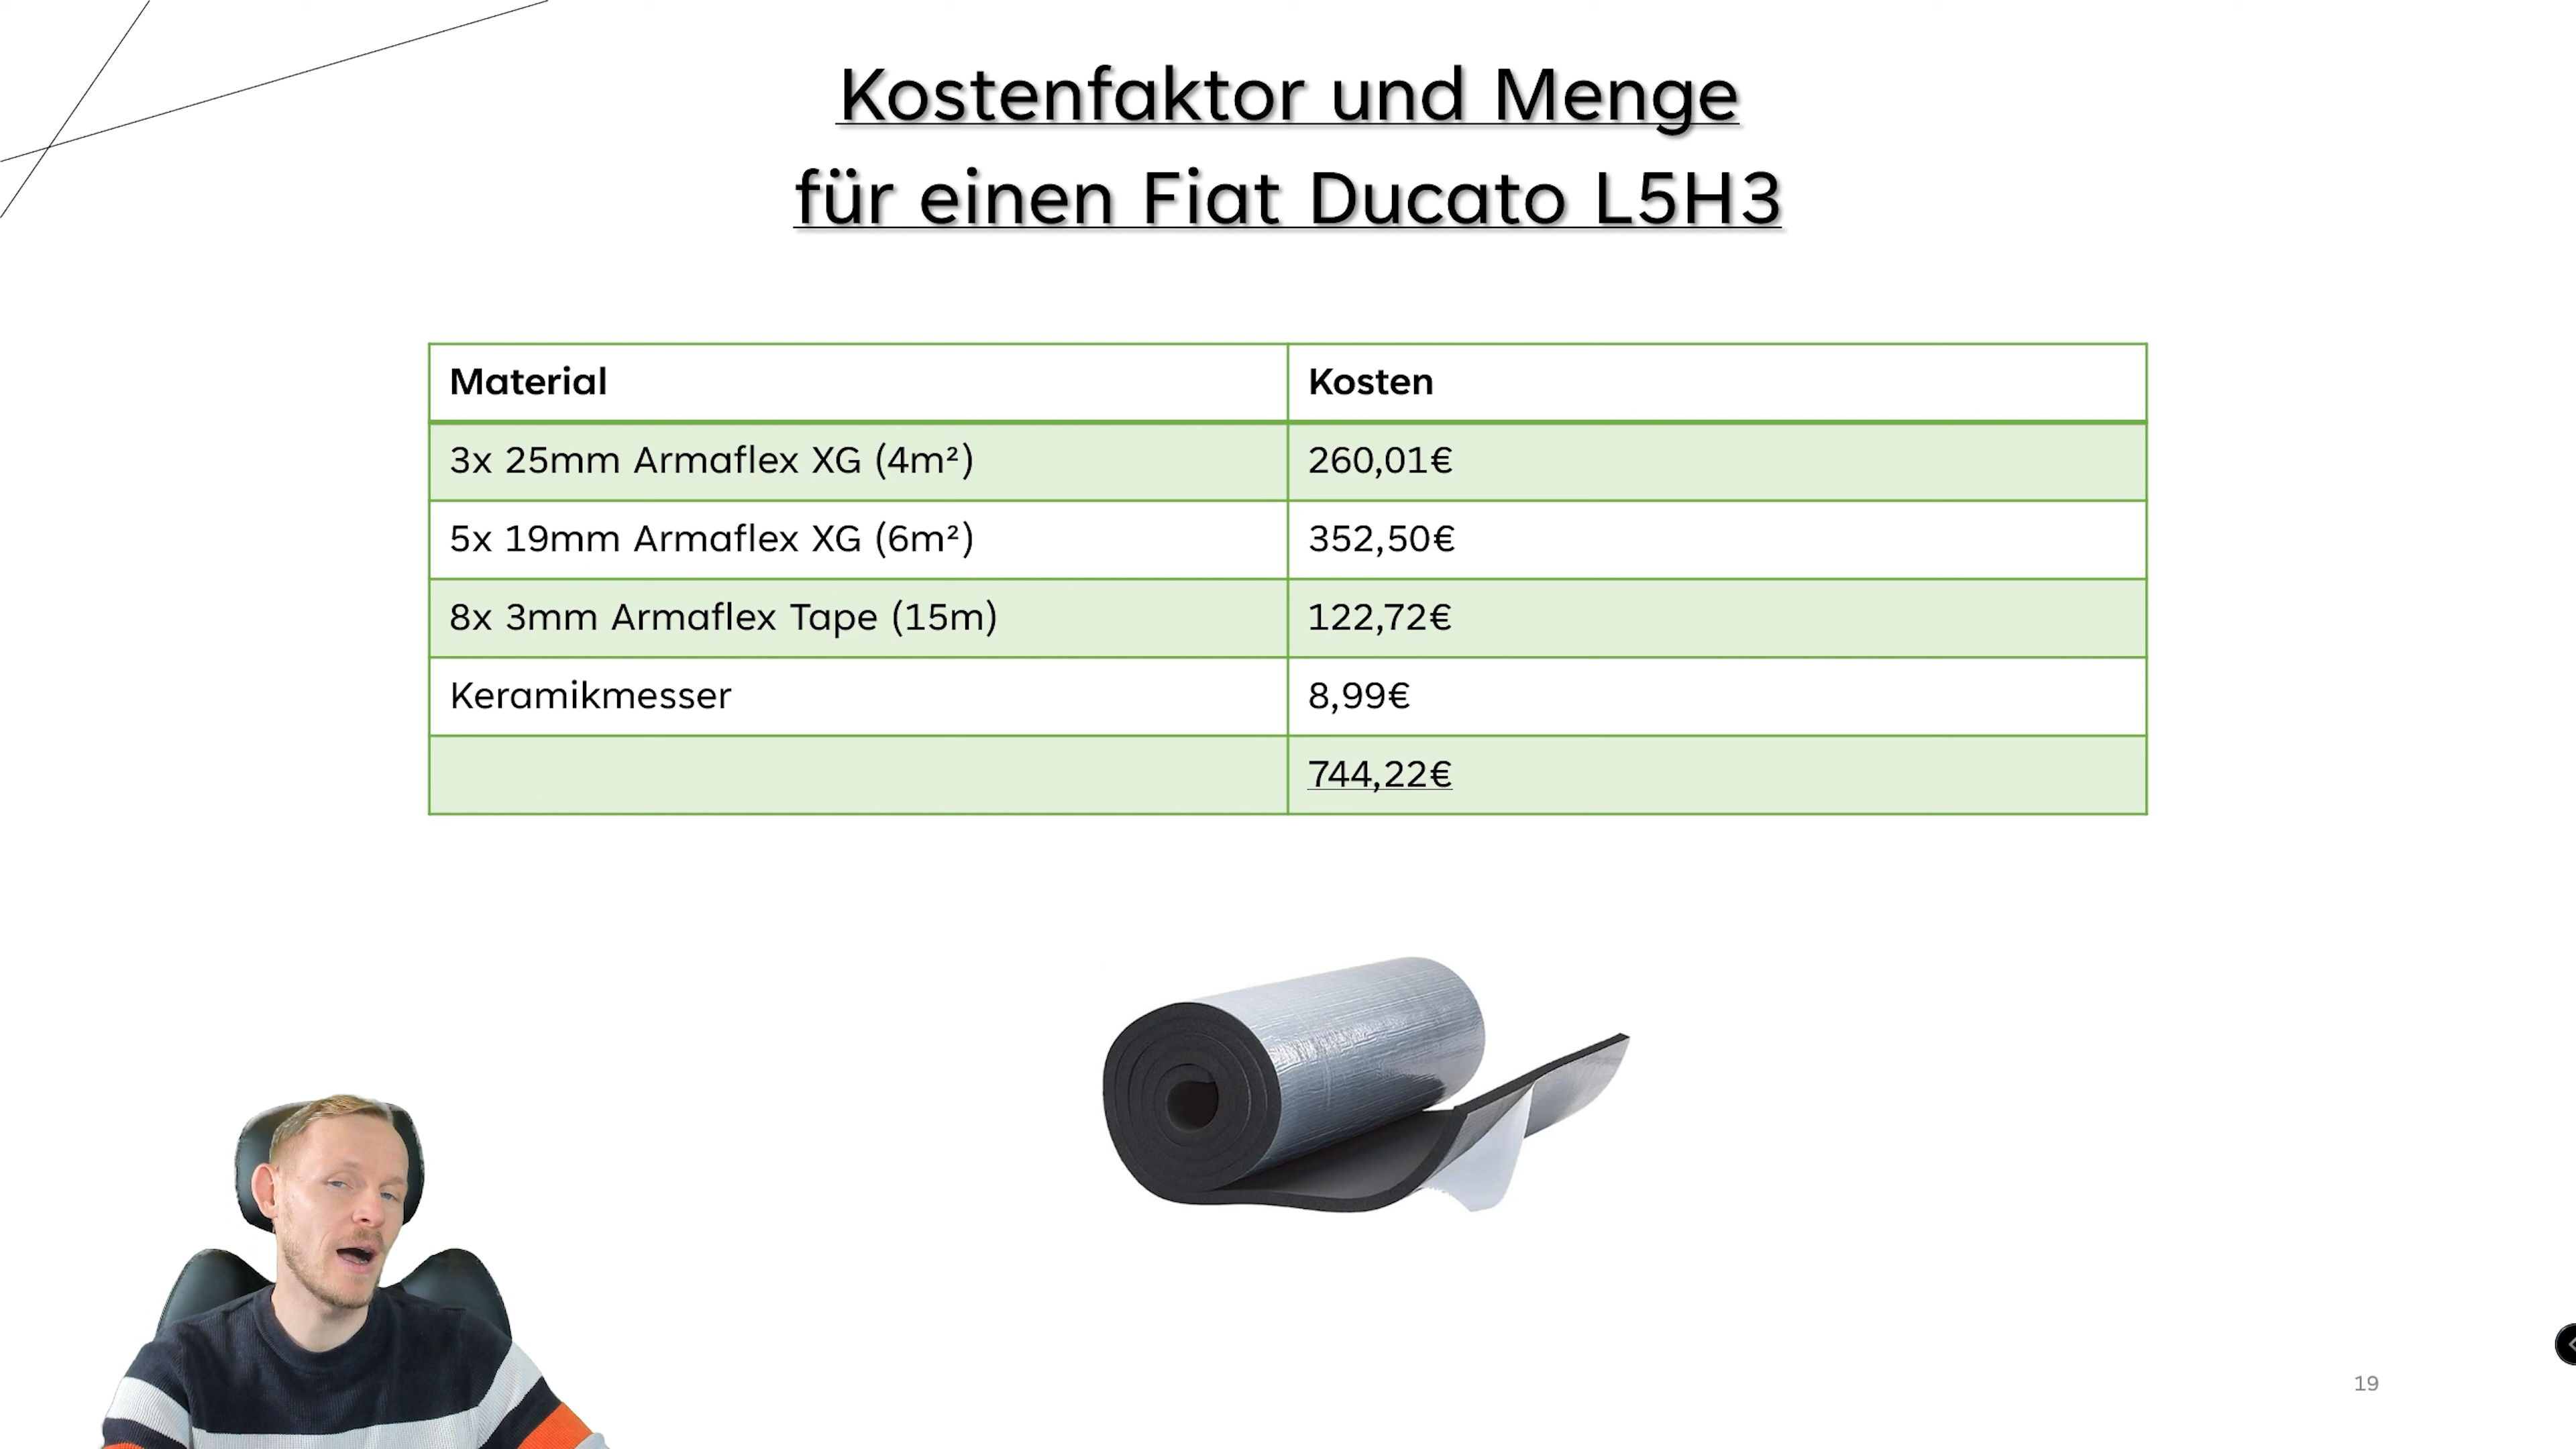 Kostenfaktor und Menge
für einen Fiat Ducato L5H3
Material Kosten
3x 25mm Armaflex XG (4m²) 260,01€
5x 19mm Armaflex XG (6m²) 352,50€
8x 3mm Armaflex Tape (15m) 122,72€
Keramikmesser 8,99€
744,22€
19